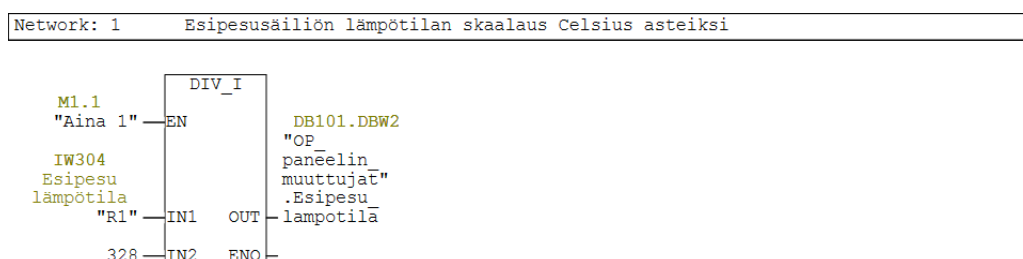 Network: 1 Esipesusäiliön lämpötilan skaalaus Celsius asteiksi
DIV_I
M1.1
"Aina 1" EN
DB101.DBW2
"OP_
IW304
paneelin_
Esipesu
muuttujat"
lämpötila
.Esipesu_
"R1" IN1 OUT lampotila
328 IN2 ENO